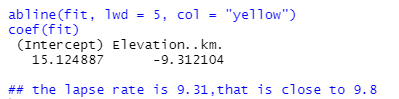 abline(fit, lwd = 5, col = "yellow")
coef(fit)
(Intercept) Elevation..km.
15.124887 -9.312104
## the lapse rate is 9.31,that is close to 9.8